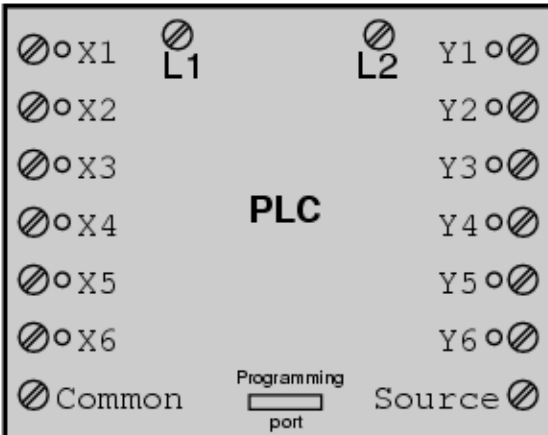 X1 L1 L2 Y1
X2 Y2
X3 Y3
X4 PLC Y4
X5 Y5
X6 Y6
Common Programming port Source